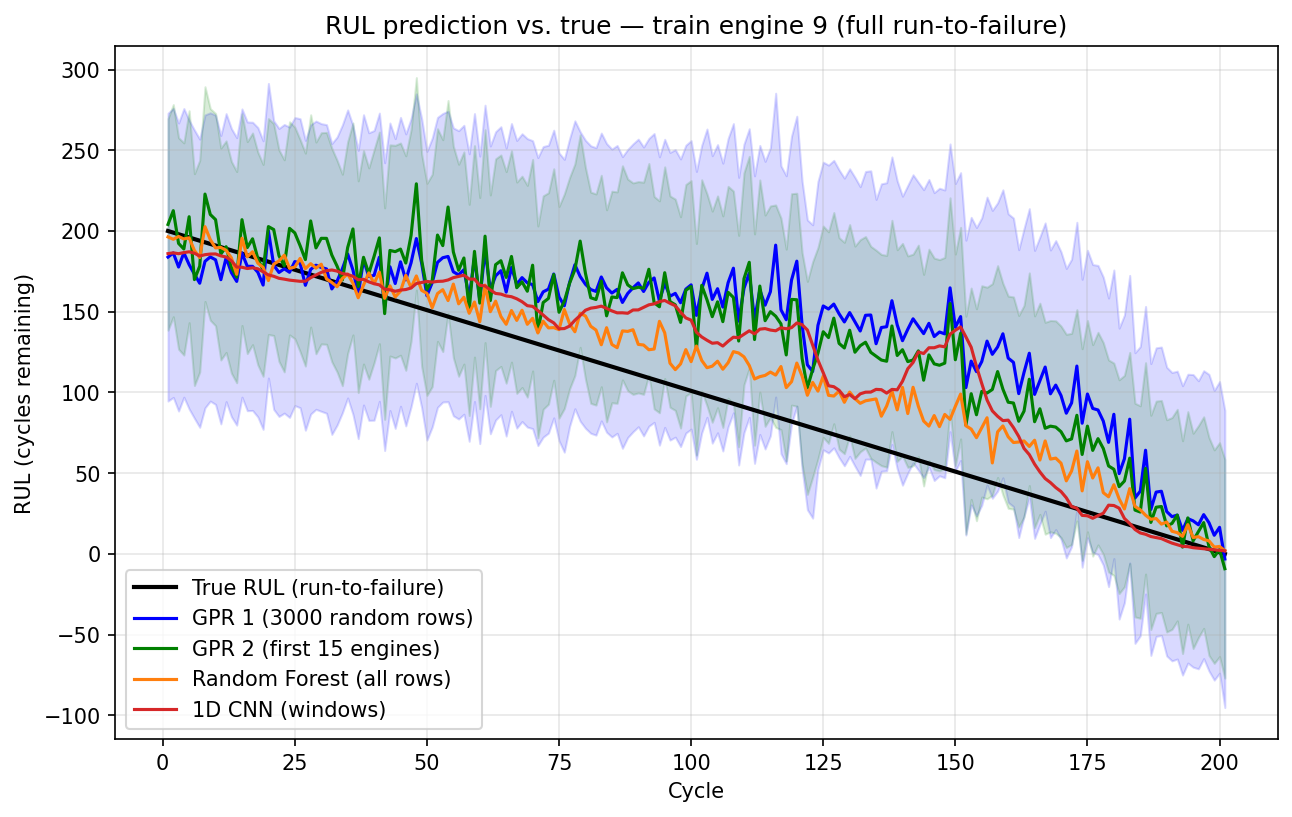 RUL prediction vs. true — train engine 9 (full run-to-failure)
RUL (cycles remaining)
300
250
200
150
100
50
0
−50
−100
True RUL (run-to-failure)
GPR 1 (3000 random rows)
GPR 2 (first 15 engines)
Random Forest (all rows)
1D CNN (windows)
0 25 50 75 100 125 150 175 200
Cycle